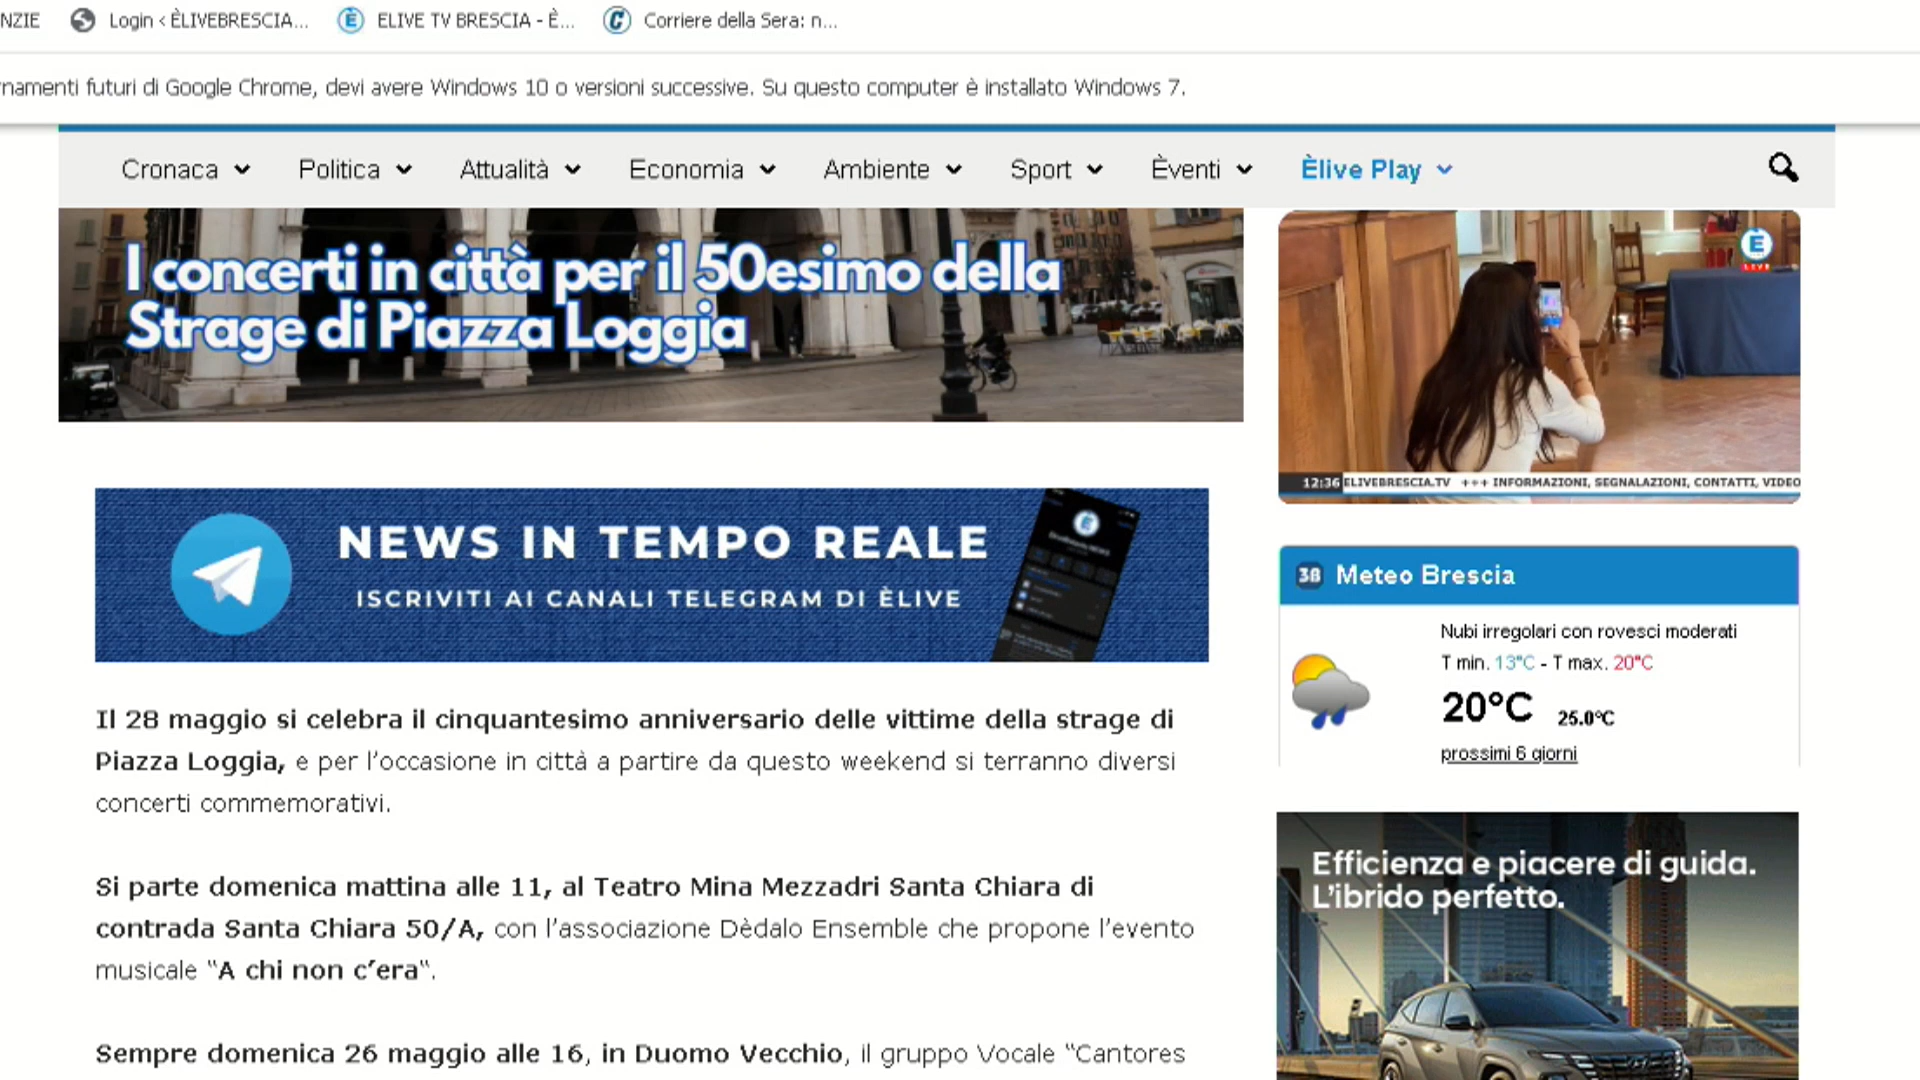 NZIE
Login ‹ ÈLIVEBRESCIA...
ELIVE TV BRESCIA - È...
Corriere della Sera: n...
rnamenti futuri di Google Chrome, devi avere Windows 10 o versioni successive. Su questo computer è installato Windows 7.
Cronaca
Politica
Attualità
Economia
Ambiente
Sport
Èventi
Èlive Play
I concerti in città per il 50esimo della
Strage di Piazza Loggia
È
LIVE
12:36 ELIVEBRESCIA.TV +++ INFORMAZIONI, SEGNALAZIONI, CONTATTI, VIDEO
NEWS IN TEMPO REALE
ISCRIVITI AI CANALI TELEGRAM DI ÈLIVE
3B Meteo Brescia
Nubi irregolari con rovesci moderati
T min. 13°C - T max. 20°C
20°C 25.0°C
prossimi 6 giorni
Il 28 maggio si celebra il cinquantesimo anniversario delle vittime della strage di
Piazza Loggia, e per l'occasione in città a partire da questo weekend si terranno diversi
concerti commemorativi.
Si parte domenica mattina alle 11, al Teatro Mina Mezzadri Santa Chiara di
contrada Santa Chiara 50/A, con l'associazione Dèdalo Ensemble che propone l'evento
musicale "A chi non c'era".
Sempre domenica 26 maggio alle 16, in Duomo Vecchio, il gruppo Vocale "Cantores
Efficienza e piacere di guida.
L'ibrido perfetto.